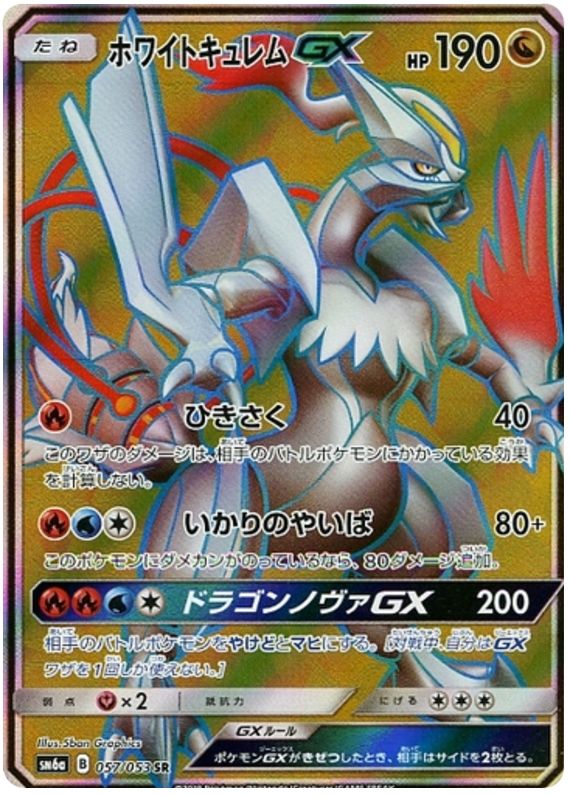 たね ホワイトキュレムGX HP 190
ひきさく 40
このワザのダメージは、相手のバトルポケモンにかかっている効果
を計算しない。
いかりのやいば 80+
このポケモンにダメカンがのっているなら、80ダメージ追加。
ドラゴンノヴァGX 200
相手のバトルポケモンをやけどとマヒにする。[対戦中、自分はGX
ワザを1回しか使えない。]
弱点 ×2 抵抗力 にげる
Illus.5ban Graphics
GXルール
SM6a B 057/053 SR
ポケモンGXがきぜつしたとき、相手はサイドを2枚とる。